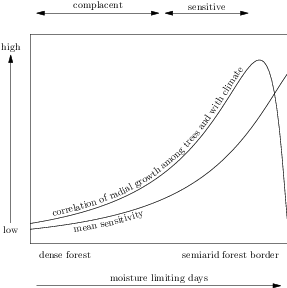 complacent
sensitive
high
correlation of radial growth among trees and with climate
mean sensitivity
low
dense forest
semiarid forest border
moisture limiting days